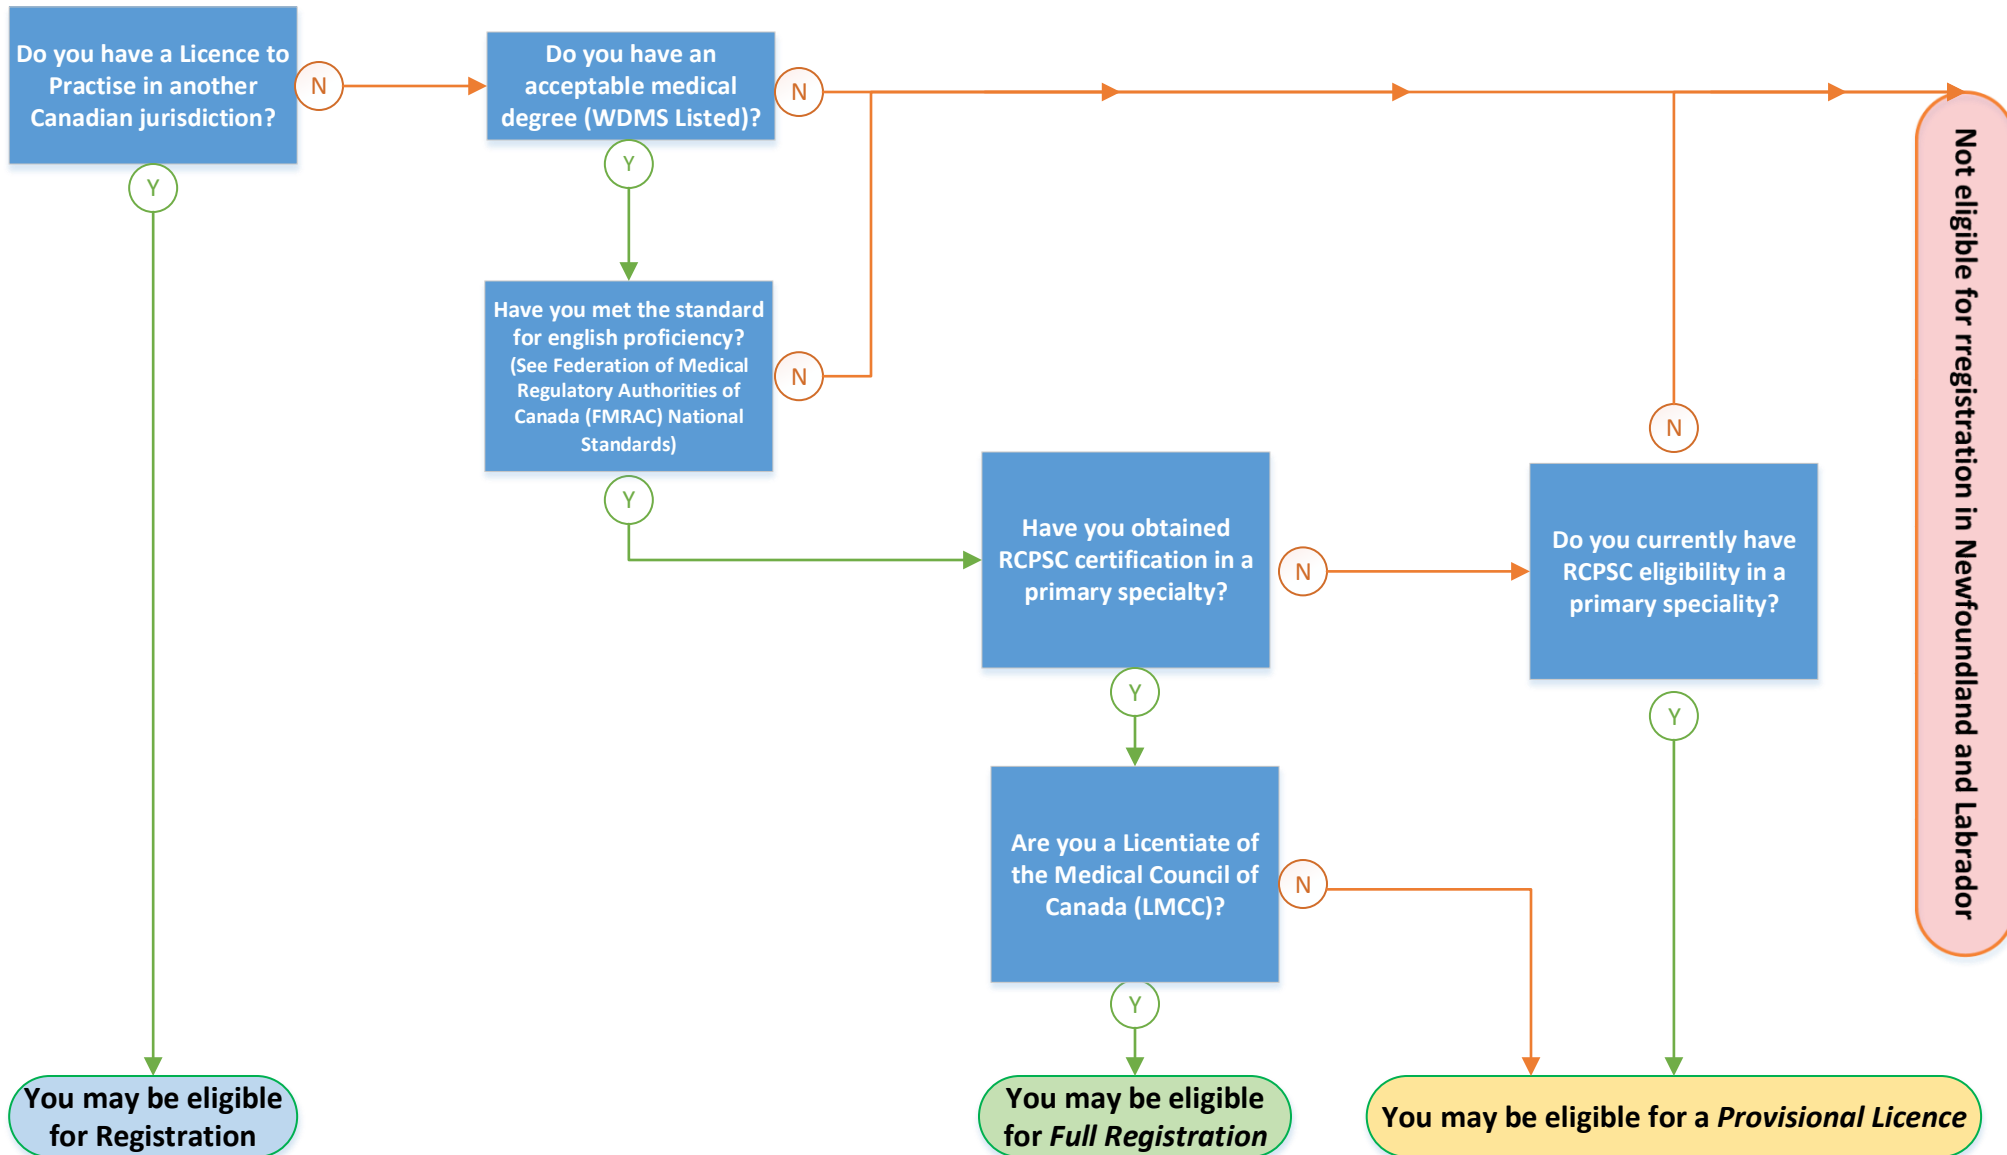 Do you have a Licence to
Practise in another
Canadian jurisdiction?
N
Y
Do you have an
acceptable medical
degree (WDMS Listed)?
N
Y
Have you met the standard
for english proficiency?
(See Federation of Medical
Regulatory Authorities of
Canada (FMRAC) National
Standards)
N
Y
Have you obtained
RCPSC certification in a
primary specialty?
N
Y
Do you currently have
RCPSC eligibility in a
primary speciality?
N
Y
Are you a Licentiate of
the Medical Council of
Canada (LMCC)?
N
Y
Not eligible for rregistration in Newfoundland and Labrador
You may be eligible
for Registration
You may be eligible
for Full Registration
You may be eligible for a Provisional Licence